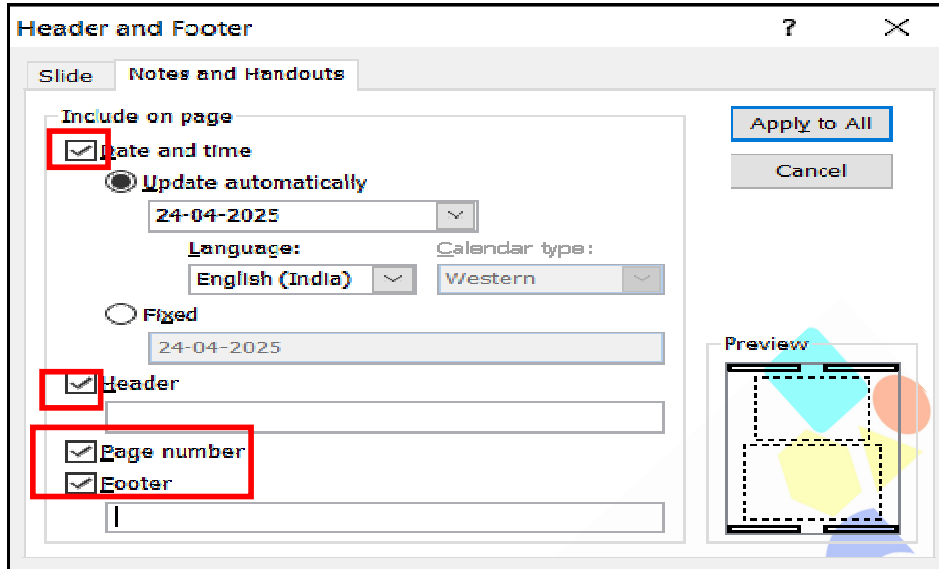 Header and Footer ? ×
Slide Notes and Handouts
Include on page
Apply to All
Date and time
Cancel
Update automatically
24-04-2025
Language: Calendar type:
English (India) Western
Fixed
24-04-2025
Preview
Header
Page number
Footer